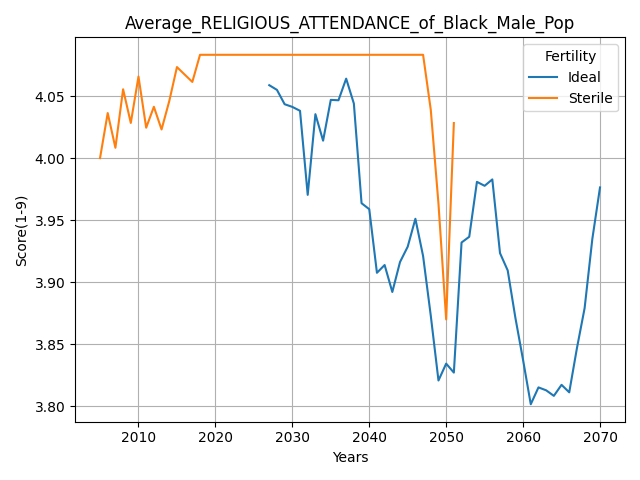 Average_RELIGIOUS_ATTENDANCE_of_Black_Male_Pop
Fertility
Ideal
Sterile
Score(1-9)
4.05
4.00
3.95
3.90
3.85
3.80
2010 2020 2030 2040 2050 2060 2070
Years